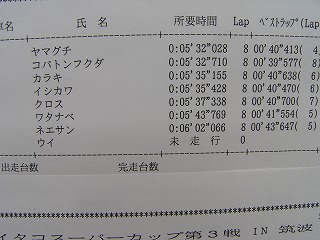 車名 氏名 所要時間 Lap ﾍﾞｽﾄﾗｯﾌﾟ(Lap
ヤマグチ 0:05'32"028 8 00'40"413( 4)
コバトンフクダ 0:05'32"710 8 00'39"577( 8)
カラキ 0:05'35"155 8 00'40"638( 6)
イシカワ 0:05'35"428 8 00'40"470( 6)
クロス 0:05'37"338 8 00'40"700( 7)
ワタナベ 0:05'43"769 8 00'41"554( 5)
ネエサン 0:06'02"066 8 00'43"647( 5)
ウイ 未走行 0
出走台数 完走台数
イタコスーパーカップ第3戦 IN 筑波